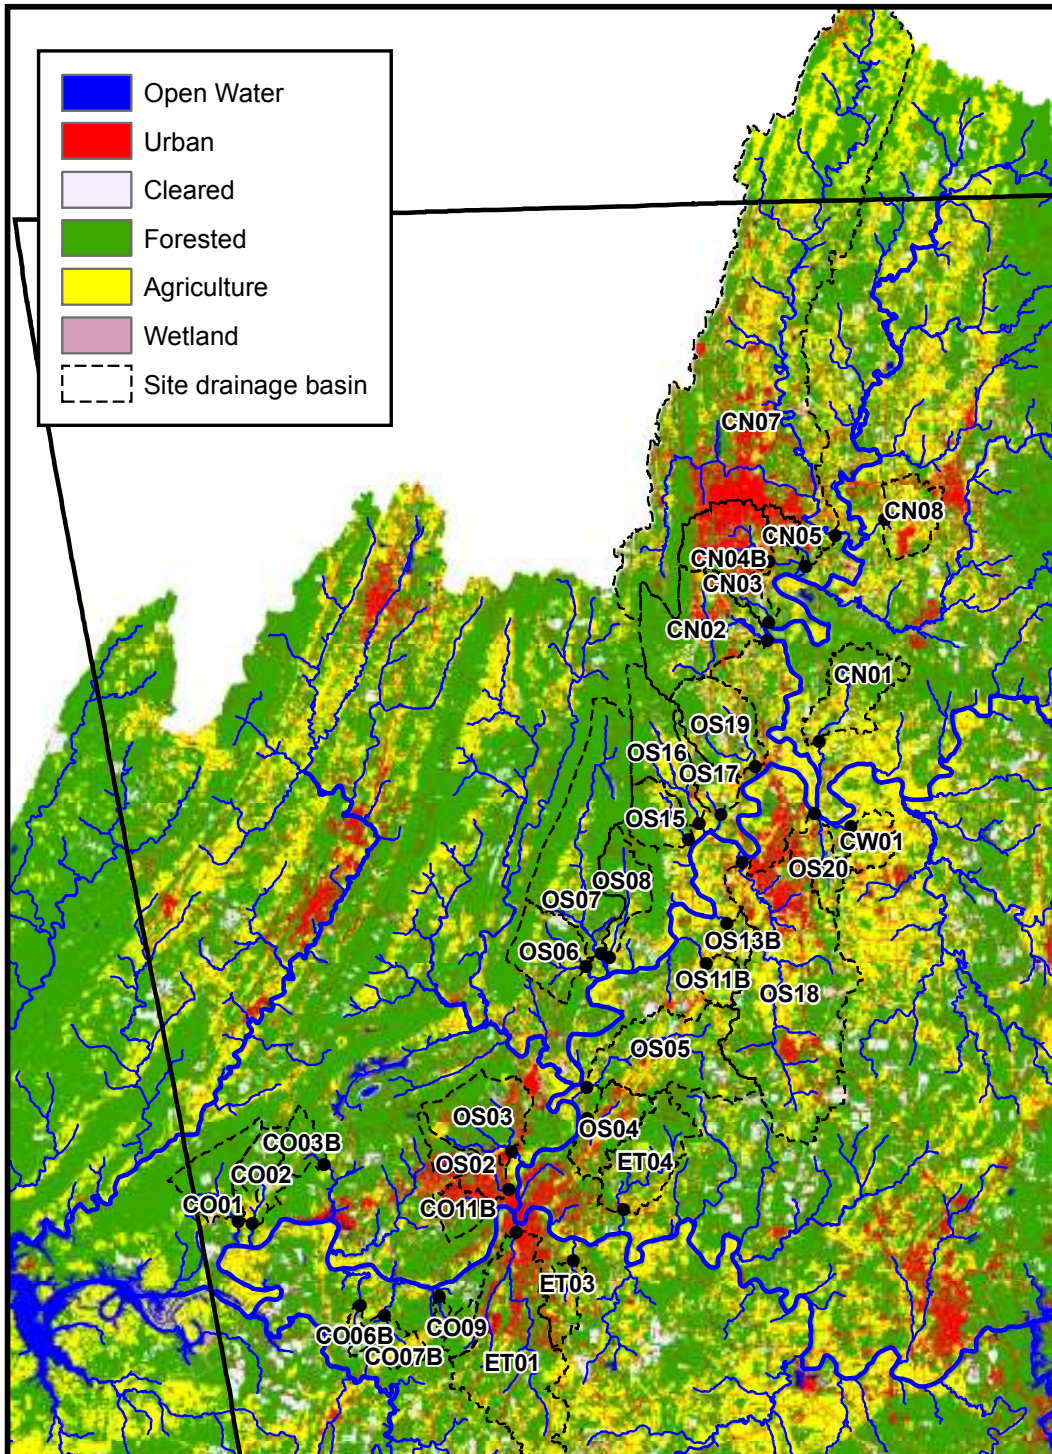 Open Water
Urban
Cleared
Forested
Agriculture
Wetland
Site drainage basin
CN07
CN08
CN05
CN04B
CN03
CN02
CN01
OS19
OS16
OS17
OS15
CW01
OS20
OS08
OS07
OS13B
OS06
OS11B
OS18
OS05
OS03
OS04
CO03B
ET04
OS02
CO02
CO11B
CO01
ET03
CO09
CO06B
CO07B
ET01